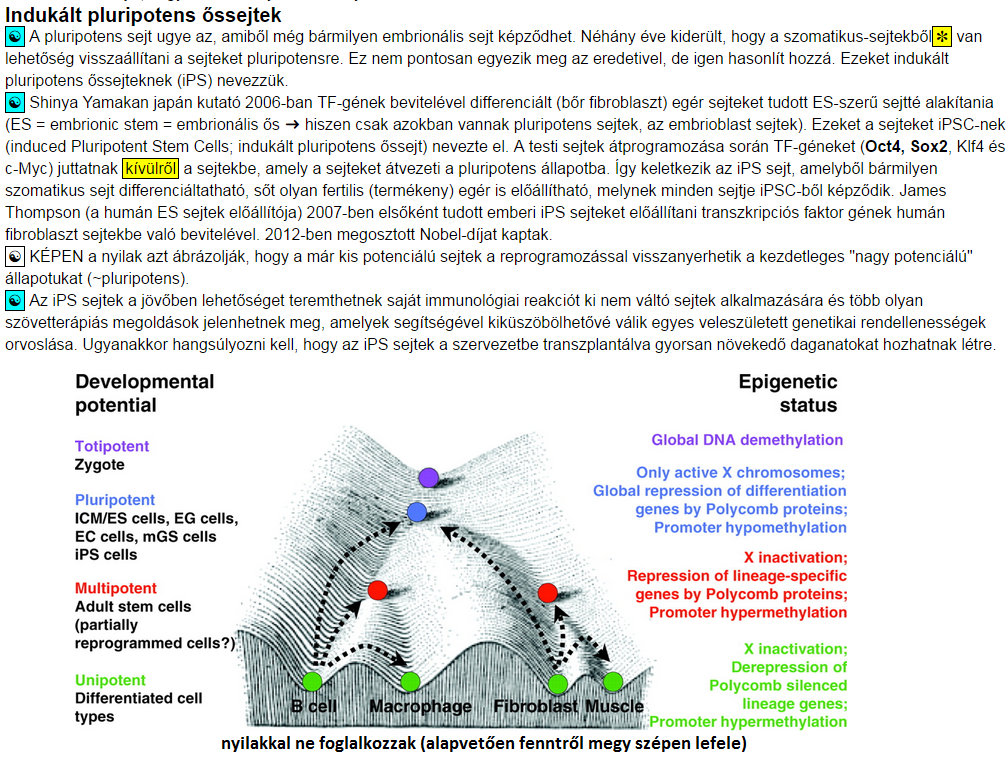 Indukált pluripotens őssejtek
☯ A pluripotens sejt ugye az, amiből még bármilyen embrionális sejt képződhet. Néhány éve kiderült, hogy a szomatikus-sejtekből✻ van
lehetőség visszaállítani a sejteket pluripotensre. Ez nem pontosan egyezik meg az eredetivel, de igen hasonlít hozzá. Ezeket indukált
pluripotens őssejteknek (iPS) nevezzük.
☯ Shinya Yamakan japán kutató 2006-ban TF-gének bevitelével differenciált (bőr fibroblaszt) egér sejteket tudott ES-szerű sejtté alakítania
(ES = embrionic stem = embrionális ős ➜ hiszen csak azokban vannak pluripotens sejtek, az embrioblast sejtek). Ezeket a sejteket iPSC-nek
(induced Pluripotent Stem Cells; indukált pluripotens őssejt) nevezte el. A testi sejtek átprogramozása során TF-géneket (Oct4, Sox2, Klf4 és
c-Myc) juttatnak kívülről a sejtekbe, amely a sejteket átvezeti a pluripotens állapotba. Így keletkezik az iPS sejt, amelyből bármilyen
szomatikus sejt differenciáltatható, sőt olyan fertilis (termékeny) egér is előállítható, melynek minden sejtje iPSC-ből képződik. James
Thompson (a humán ES sejtek előállítója) 2007-ben elsőként tudott emberi iPS sejteket előállítani transzkripciós faktor gének humán
fibroblaszt sejtekbe való bevitelével. 2012-ben megosztott Nobel-díjat kaptak.
☯ KÉPEN a nyilak azt ábrázolják, hogy a már kis potenciálú sejtek a reprogramozással visszanyerhetik a kezdetleges "nagy potenciálú"
állapotukat (~pluripotens).
☯ Az iPS sejtek a jövőben lehetőséget teremthetnek saját immunológiai reakciót ki nem váltó sejtek alkalmazására és több olyan
szövetterápiás megoldások jelenhetnek meg, amelyek segítségével kiküszöbölhetővé válik egyes veleszületett genetikai rendellenességek
orvoslása. Ugyanakkor hangsúlyozni kell, hogy az iPS sejtek a szervezetbe transzplantálva gyorsan növekedő daganatokat hozhatnak létre.
Developmental
potential
Totipotent
Zygote
Pluripotent
ICM/ES cells, EG cells,
EC cells, mGS cells
iPS cells
Multipotent
Adult stem cells
(partially
reprogrammed cells?)
Unipotent
Differentiated cell
types
Epigenetic
status
Global DNA demethylation
Only active X chromosomes;
Global repression of differentiation
genes by Polycomb proteins;
Promoter hypomethylation
X inactivation;
Repression of lineage-specific
genes by Polycomb proteins;
Promoter hypermethylation
X inactivation;
Derepression of
Polycomb silenced
lineage genes;
Promoter hypermethylation
B cell Macrophage Fibroblast Muscle
nyilakkal ne foglalkozzak (alapvetően fenntről megy szépen lefele)